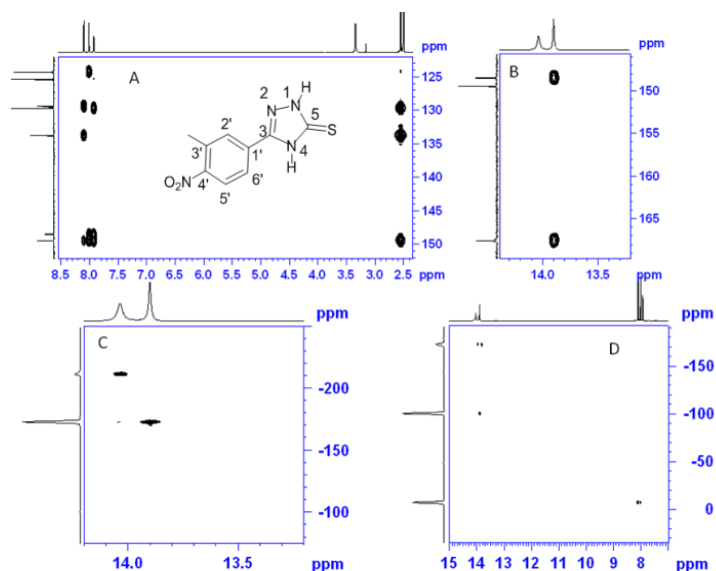 A
ppm
125
130
135
140
145
150
8.5 8.0 7.5 7.0 6.5 6.0 5.5 5.0 4.5 4.0 3.5 3.0 2.5 ppm
H
1
2 N N
5
3 S
N 4
H
2'
3' 1'
4' 6'
5'
O₂N
B
ppm
150
155
160
165
14.0 13.2 ppm
C
ppm
-200
-150
-100
14.0 13.5 ppm
D
ppm
-150
-100
-50
0
15 14 13 12 11 10 9 8 ppm